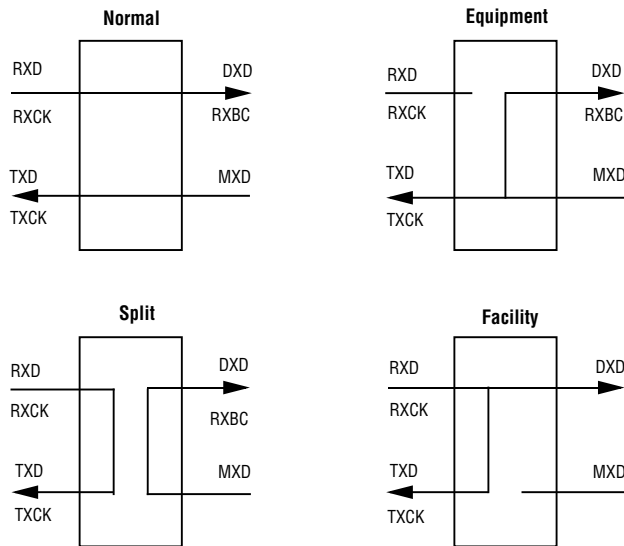 Normal
RXD
DXD
RXCK
RXBC
TXD
MXD
TXCK
Equipment
RXD
DXD
RXCK
RXBC
TXD
MXD
TXCK
Split
RXD
DXD
RXCK
RXBC
TXD
MXD
TXCK
Facility
RXD
DXD
RXCK
TXD
MXD
TXCK